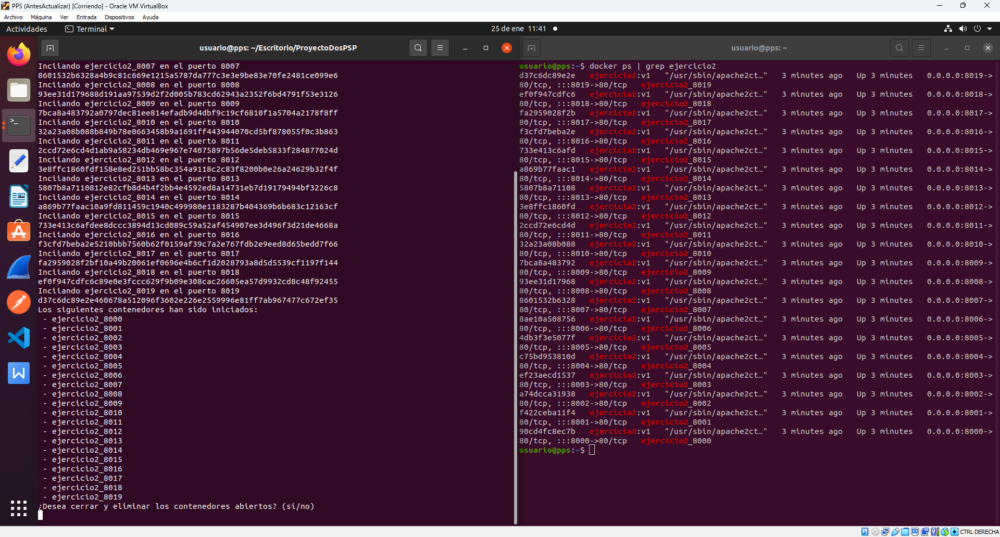 PPS (AntesActualizar) [Corriendo] - Oracle VM VirtualBox
Archivo Máquina Ver Entrada Dispositivos Ayuda
Actividades Terminal 25 de ene 11:41
usuario@pps: ~/Escritorio/ProyectoDosPSP
Inciiando ejercicio2_8007 en el puerto 8007
8601532b6328a4b9c81c669e1215a5787da777c3e3e9be83e70fe2481ce099e6
Inciiando ejercicio2_8008 en el puerto 8008
93ee31d179688d191aa97539d2f2d005b783cd62943a2352f6bd4791f53e3126
Inciiando ejercicio2_8009 en el puerto 8009
7bca8a483792a0797dec81ee814efadb9d4dbf9c19cf6810f1a5704a2178f8ff
Inciiando ejercicio2_8010 en el puerto 8010
32a23a08b088b849b78e0663458b9a1691ff443944070cd5bf878055f0c3b863
Inciiando ejercicio2_8011 en el puerto 8011
2ccd72e6cd4d1ab9a58234db469e967e74075897b56de5deb5833f284877024d
Inciiando ejercicio2_8012 en el puerto 8012
3e8ffc1860fdf158e8ed251bb58bc354a9118c2c83f8200b0e26a24629b32f4f
Inciiando ejercicio2_8013 en el puerto 8013
5807b8a7110812e82cfb8d4b4f2bb4e4592ed8a14731eb7d19179494bf3226c8
Inciiando ejercicio2_8014 en el puerto 8014
a869b77faac10a9fd811459c1940c499980e1183287b404369b6b683c12163cf
Inciiando ejercicio2_8015 en el puerto 8015
733e413c6afdee8dccc3894d13cd089c59a52af454907ee3d496f3d21de4668a
Inciiando ejercicio2_8016 en el puerto 8016
f3cfd7beba2e5210bbb7560b62f0159af39c7a2e767fdb2e9eed8d65bedd7f66
Inciiando ejercicio2_8017 en el puerto 8017
fa2959028f2bf10a49b20061ef0696e4b6cf1d2028793a8d5d5539cf1197f144
Inciiando ejercicio2_8018 en el puerto 8018
ef0f947cdfc6c89e0e3fccc629f9b09e308cac26605ea57d9932cd8c48f92455
Inciiando ejercicio2_8019 en el puerto 8019
d37c6dc89e2e460678a512096f3602e226e2559996e81ff7ab967477c672ef35
Los siguientes contenedores han sido iniciados:
- ejercicio2_8000
- ejercicio2_8001
- ejercicio2_8002
- ejercicio2_8003
- ejercicio2_8004
- ejercicio2_8005
- ejercicio2_8006
- ejercicio2_8007
- ejercicio2_8008
- ejercicio2_8009
- ejercicio2_8010
- ejercicio2_8011
- ejercicio2_8012
- ejercicio2_8013
- ejercicio2_8014
- ejercicio2_8015
- ejercicio2_8016
- ejercicio2_8017
- ejercicio2_8018
- ejercicio2_8019
¿Desea cerrar y eliminar los contenedores abiertos? (sí/no)
usuario@pps: ~
usuario@pps:~$ docker ps | grep ejercicio2
d37c6dc89e2e ejercicio2:v1 "/usr/sbin/apache2ct…" 3 minutes ago Up 3 minutes 0.0.0.0:8019->
80/tcp, :::8019->80/tcp ejercicio2_8019
ef0f947cdfc6 ejercicio2:v1 "/usr/sbin/apache2ct…" 3 minutes ago Up 3 minutes 0.0.0.0:8018->
80/tcp, :::8018->80/tcp ejercicio2_8018
fa2959028f2b ejercicio2:v1 "/usr/sbin/apache2ct…" 3 minutes ago Up 3 minutes 0.0.0.0:8017->
80/tcp, :::8017->80/tcp ejercicio2_8017
f3cfd7beba2e ejercicio2:v1 "/usr/sbin/apache2ct…" 3 minutes ago Up 3 minutes 0.0.0.0:8016->
80/tcp, :::8016->80/tcp ejercicio2_8016
733e413c6afd ejercicio2:v1 "/usr/sbin/apache2ct…" 3 minutes ago Up 3 minutes 0.0.0.0:8015->
80/tcp, :::8015->80/tcp ejercicio2_8015
a869b77faac1 ejercicio2:v1 "/usr/sbin/apache2ct…" 3 minutes ago Up 3 minutes 0.0.0.0:8014->
80/tcp, :::8014->80/tcp ejercicio2_8014
5807b8a71108 ejercicio2:v1 "/usr/sbin/apache2ct…" 3 minutes ago Up 3 minutes 0.0.0.0:8013->
80/tcp, :::8013->80/tcp ejercicio2_8013
3e8ffc1860fd ejercicio2:v1 "/usr/sbin/apache2ct…" 3 minutes ago Up 3 minutes 0.0.0.0:8012->
80/tcp, :::8012->80/tcp ejercicio2_8012
2ccd72e6cd4d ejercicio2:v1 "/usr/sbin/apache2ct…" 3 minutes ago Up 3 minutes 0.0.0.0:8011->
80/tcp, :::8011->80/tcp ejercicio2_8011
32a23a08b088 ejercicio2:v1 "/usr/sbin/apache2ct…" 3 minutes ago Up 3 minutes 0.0.0.0:8010->
80/tcp, :::8010->80/tcp ejercicio2_8010
7bca8a483792 ejercicio2:v1 "/usr/sbin/apache2ct…" 3 minutes ago Up 3 minutes 0.0.0.0:8009->
80/tcp, :::8009->80/tcp ejercicio2_8009
93ee31d17968 ejercicio2:v1 "/usr/sbin/apache2ct…" 3 minutes ago Up 3 minutes 0.0.0.0:8008->
80/tcp, :::8008->80/tcp ejercicio2_8008
8601532b6328 ejercicio2:v1 "/usr/sbin/apache2ct…" 3 minutes ago Up 3 minutes 0.0.0.0:8007->
80/tcp, :::8007->80/tcp ejercicio2_8007
8ae10a508756 ejercicio2:v1 "/usr/sbin/apache2ct…" 3 minutes ago Up 3 minutes 0.0.0.0:8006->
80/tcp, :::8006->80/tcp ejercicio2_8006
4db3f3e5077f ejercicio2:v1 "/usr/sbin/apache2ct…" 3 minutes ago Up 3 minutes 0.0.0.0:8005->
80/tcp, :::8005->80/tcp ejercicio2_8005
c75bd953810d ejercicio2:v1 "/usr/sbin/apache2ct…" 3 minutes ago Up 3 minutes 0.0.0.0:8004->
80/tcp, :::8004->80/tcp ejercicio2_8004
ef23aecd1537 ejercicio2:v1 "/usr/sbin/apache2ct…" 3 minutes ago Up 3 minutes 0.0.0.0:8003->
80/tcp, :::8003->80/tcp ejercicio2_8003
a74dcca31938 ejercicio2:v1 "/usr/sbin/apache2ct…" 3 minutes ago Up 3 minutes 0.0.0.0:8002->
80/tcp, :::8002->80/tcp ejercicio2_8002
f422ceba11f4 ejercicio2:v1 "/usr/sbin/apache2ct…" 3 minutes ago Up 3 minutes 0.0.0.0:8001->
80/tcp, :::8001->80/tcp ejercicio2_8001
90cd4fc8ec7b ejercicio2:v1 "/usr/sbin/apache2ct…" 3 minutes ago Up 3 minutes 0.0.0.0:8000->
80/tcp, :::8000->80/tcp ejercicio2_8000
usuario@pps:~$
CTRL DERECHA